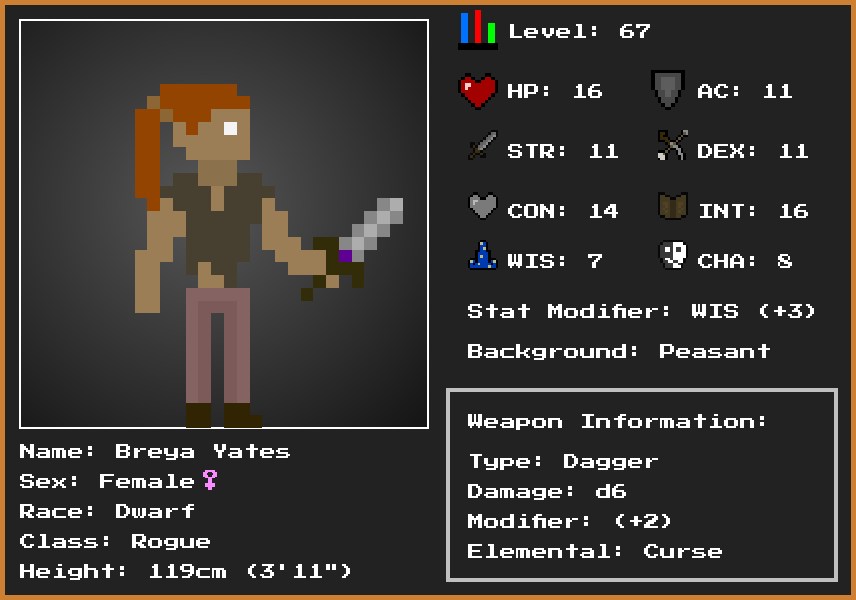 Level: 67
HP: 16
AC: 11
STR: 11
DEX: 11
CON: 14
INT: 16
WIS: 7
CHA: 8
Stat Modifier: WIS (+3)
Background: Peasant
Weapon Information:
Type: Dagger
Damage: d6
Modifier: (+2)
Elemental: Curse
Name: Breya Yates
Sex: Female♀
Race: Dwarf
Class: Rogue
Height: 119cm (3'11")